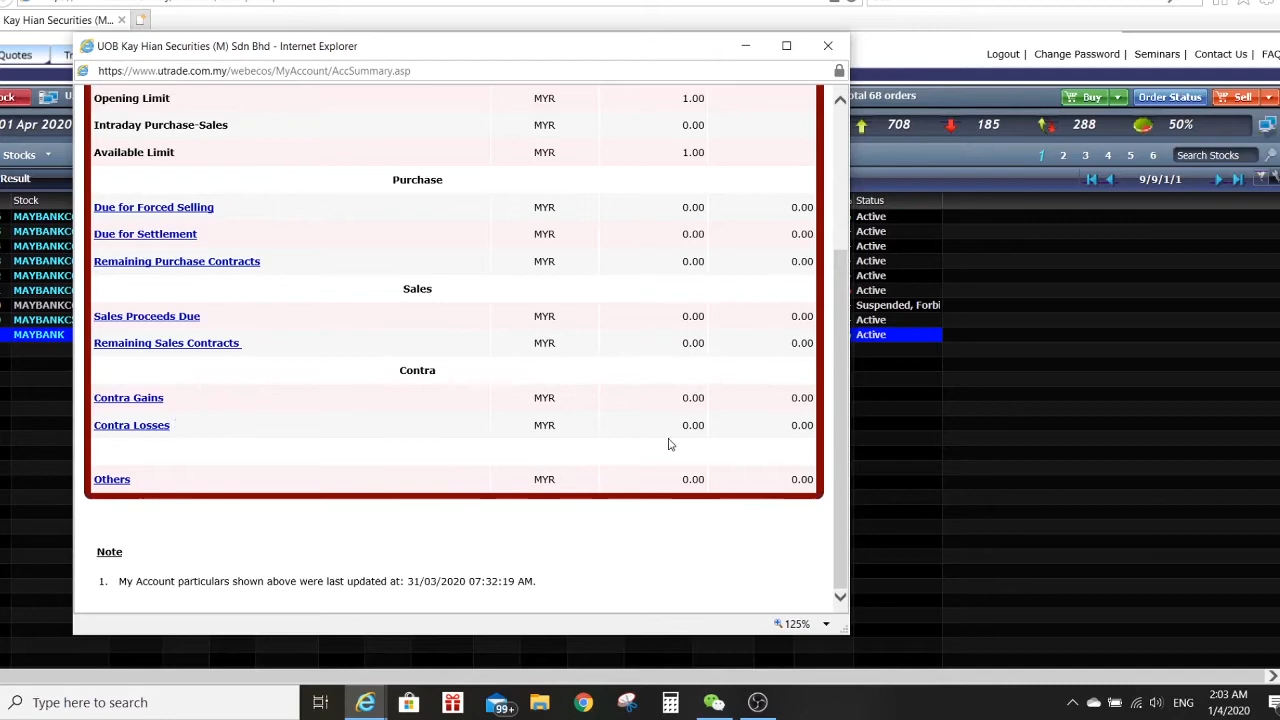 Kay Hian Securities (M...
UOB Kay Hian Securities (M) Sdn Bhd - Internet Explorer
Quotes
Logout | Change Password | Seminars | Contact Us | FAQ
https://www.utrade.com.my/webecos/MyAccount/AccSummary.asp
ock
U
Opening Limit MYR 1.00
otal 68 orders
Buy
Order Status
Sell
01 Apr 2020
Intraday Purchase-Sales MYR 0.00
708 185 288 50%
Stocks
Available Limit MYR 1.00
1 2 3 4 5 6 Search Stocks
Result
Purchase
9/9/1/1
Stock
Status
Due for Forced Selling MYR 0.00 0.00
MAYBANKC Active
Due for Settlement MYR 0.00 0.00
MAYBANKC Active
MAYBANKC Active
Remaining Purchase Contracts MYR 0.00 0.00
MAYBANKC Active
MAYBANKC Active
Sales
MAYBANKC Active
MAYBANKC Suspended, Forbi
Sales Proceeds Due MYR 0.00 0.00
MAYBANKC Active
MAYBANK Active
Remaining Sales Contracts MYR 0.00 0.00
Contra
Contra Gains MYR 0.00 0.00
Contra Losses MYR 0.00 0.00
Others MYR 0.00 0.00
Note
1. My Account particulars shown above were last updated at: 31/03/2020 07:32:19 AM.
125%
Type here to search
99+
ENG
2:03 AM
1/4/2020